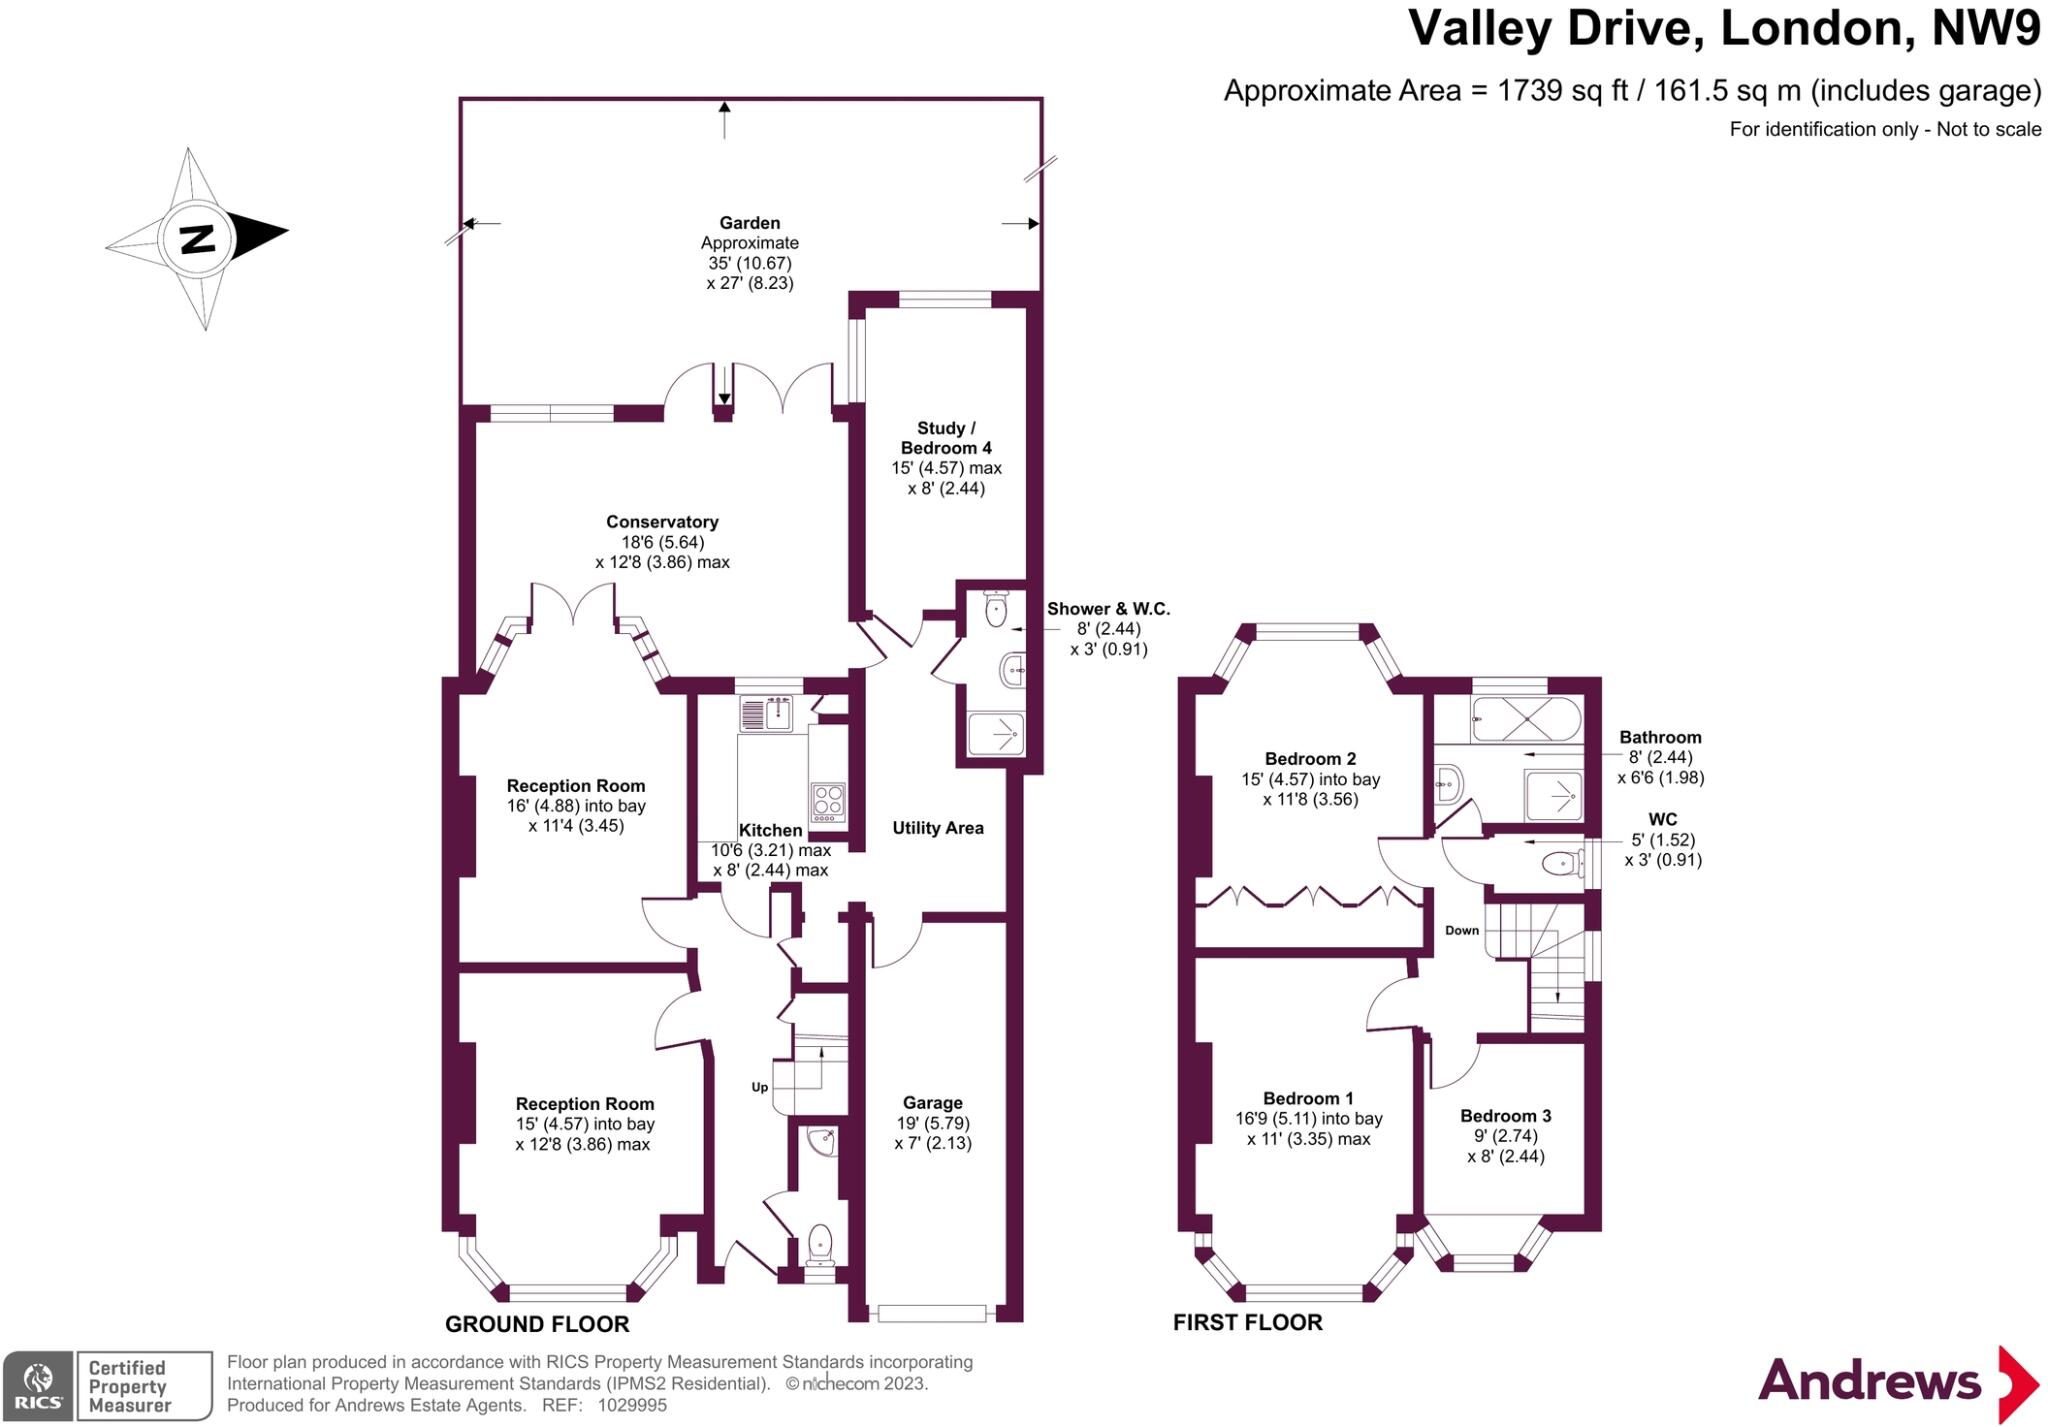 Valley Drive, London, NW9
Approximate Area = 1739 sq ft / 161.5 sq m (includes garage)
For identification only - Not to scale
N
Garden
Approximate
35' (10.67)
x 27' (8.23)
Study /
Bedroom 4
15' (4.57) max
x 8' (2.44)
Conservatory
18'6 (5.64)
x 12'8 (3.86) max
Shower & W.C.
8' (2.44)
x 3' (0.91)
Reception Room
16' (4.88) into bay
x 11'4 (3.45)
Kitchen
10'6 (3.21) max
x 8' (2.44) max
Utility Area
Up
Reception Room
15' (4.57) into bay
x 12'8 (3.86) max
Garage
19' (5.79)
x 7' (2.13)
GROUND FLOOR
Bedroom 2
15' (4.57) into bay
x 11'8 (3.56)
Bathroom
8' (2.44)
x 6'6 (1.98)
WC
5' (1.52)
x 3' (0.91)
Down
Bedroom 1
16'9 (5.11) into bay
x 11' (3.35) max
Bedroom 3
9' (2.74)
x 8' (2.44)
FIRST FLOOR
RICS
Certified
Property
Measurer
Floor plan produced in accordance with RICS Property Measurement Standards incorporating
International Property Measurement Standards (IPMS2 Residential). © nichecom 2023.
Produced for Andrews Estate Agents. REF: 1029995
Andrews